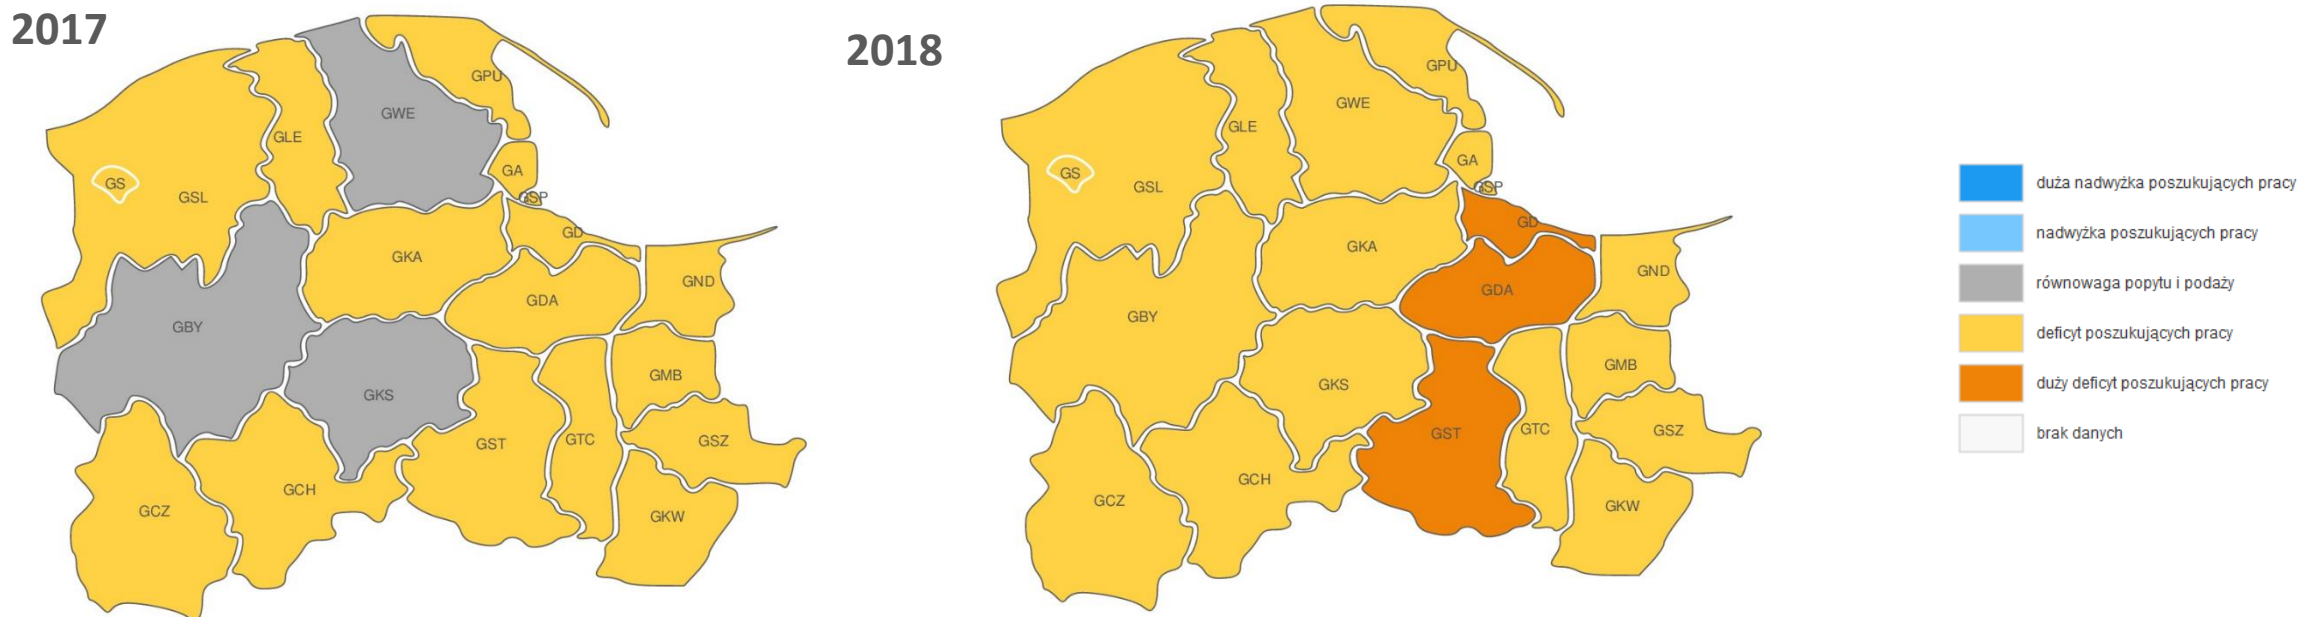 2017
GPU
GWE
GLE
GA
GS
GSL
GSP
GD
GKA
GND
GDA
GBY
GMB
GKS
GST
GTC
GSZ
GCH
GCZ
GKW
2018
GPU
GWE
GLE
GA
GS
GSL
GSP
GD
GKA
GND
GDA
GBY
GMB
GKS
GST
GTC
GSZ
GCH
GCZ
GKW
duża nadwyżka poszukujących pracy
nadwyżka poszukujących pracy
równowaga popytu i podaży
deficyt poszukujących pracy
duży deficyt poszukujących pracy
brak danych